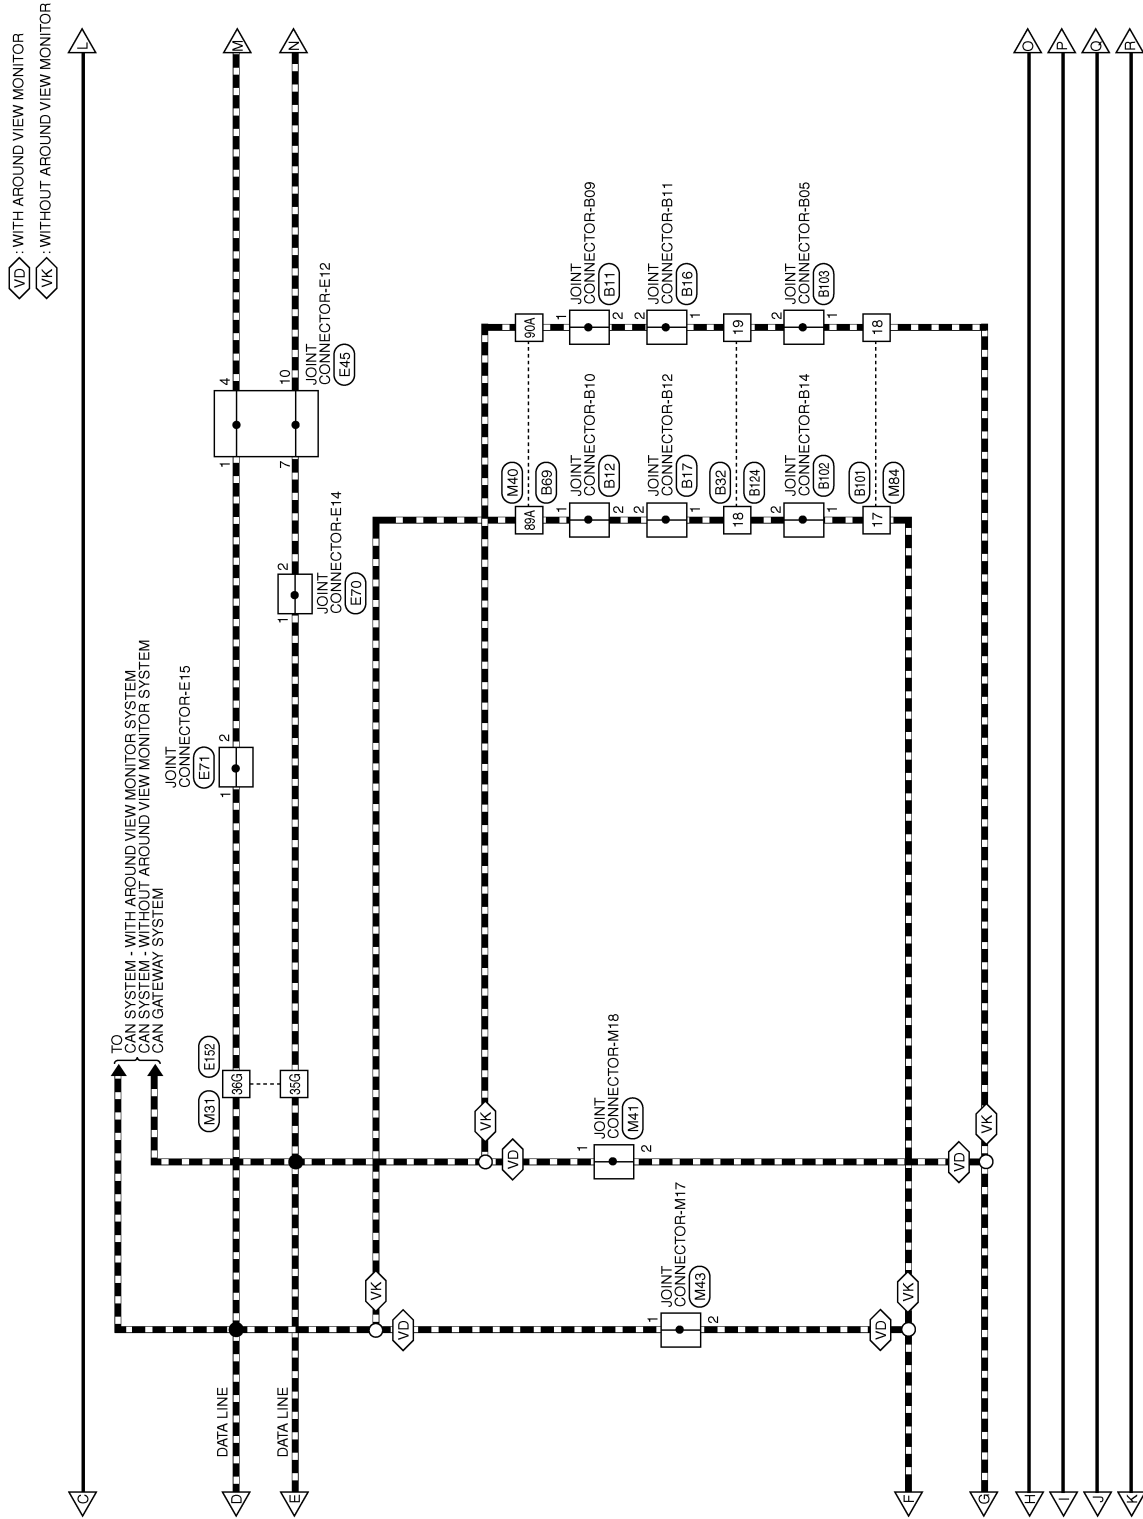 VD : WITH AROUND VIEW MONITOR
VK : WITHOUT AROUND VIEW MONITOR
C
L
TO
CAN SYSTEM - WITH AROUND VIEW MONITOR SYSTEM
CAN SYSTEM - WITHOUT AROUND VIEW MONITOR SYSTEM
CAN GATEWAY SYSTEM
D
DATA LINE
M31
36G
E152
JOINT
CONNECTOR-E15
E71
1
2
1
4
M
E
DATA LINE
35G
1
2
JOINT
CONNECTOR-E14
E70
7
10
JOINT
CONNECTOR-E12
E45
N
VK
VD
VK
VD
M40
89A
B69
90A
1
JOINT
CONNECTOR-B10
B12
2
1
JOINT
CONNECTOR-B09
B11
2
2
JOINT
CONNECTOR-B12
B17
1
2
JOINT
CONNECTOR-B11
B16
1
1
JOINT
CONNECTOR-M18
M41
2
1
JOINT
CONNECTOR-M17
M43
2
B32
18
B124
19
2
JOINT
CONNECTOR-B14
B102
1
2
JOINT
CONNECTOR-B05
B103
1
B101
17
M84
18
VD
VK
F
VD
VK
G
H
O
I
P
J
Q
K
R